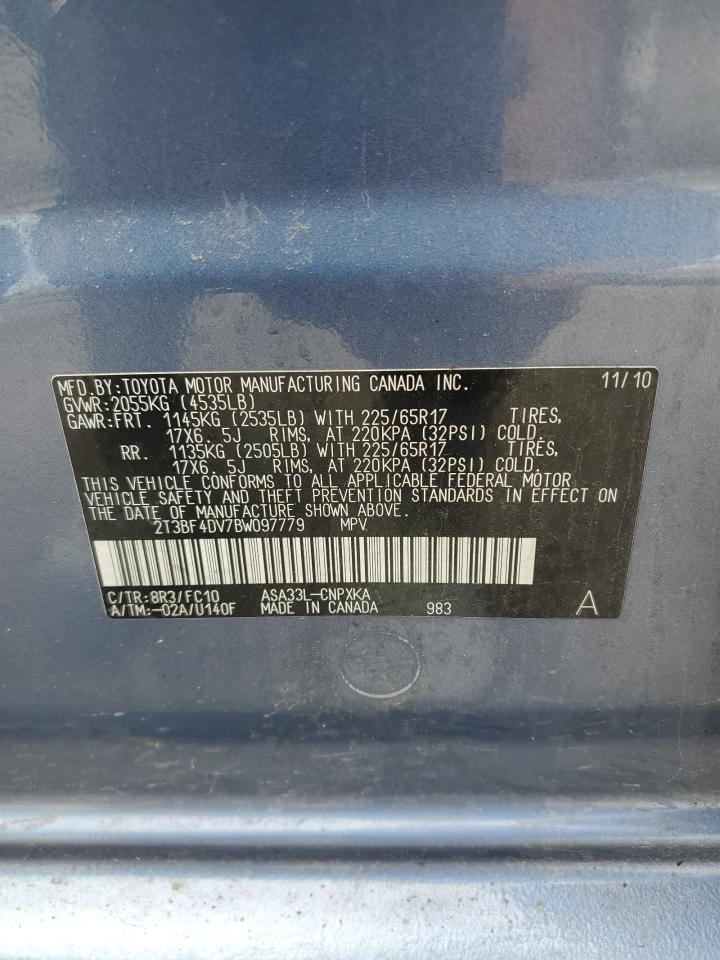 MFD.BY:TOYOTA MOTOR MANUFACTURING CANADA INC. 11/10
GVWR:2055KG (4535LB)
GAWR:FRT. 1145KG (2535LB) WITH 225/65R17 TIRES,
17X6. 5J RIMS, AT 220KPA (32PSI) COLD.
RR. 1135KG (2505LB) WITH 225/65R17 TIRES,
17X6. 5J RIMS, AT 220KPA (32PSI) COLD.
THIS VEHICLE CONFORMS TO ALL APPLICABLE FEDERAL MOTOR
VEHICLE SAFETY AND THEFT PREVENTION STANDARDS IN EFFECT ON
THE DATE OF MANUFACTURE SHOWN ABOVE.
2T3BF4DV7BW097779 MPV
C/TR:8R3/FC10 ASA33L-CNPXKA
A/TM:-02A/U140F MADE IN CANADA 983 A